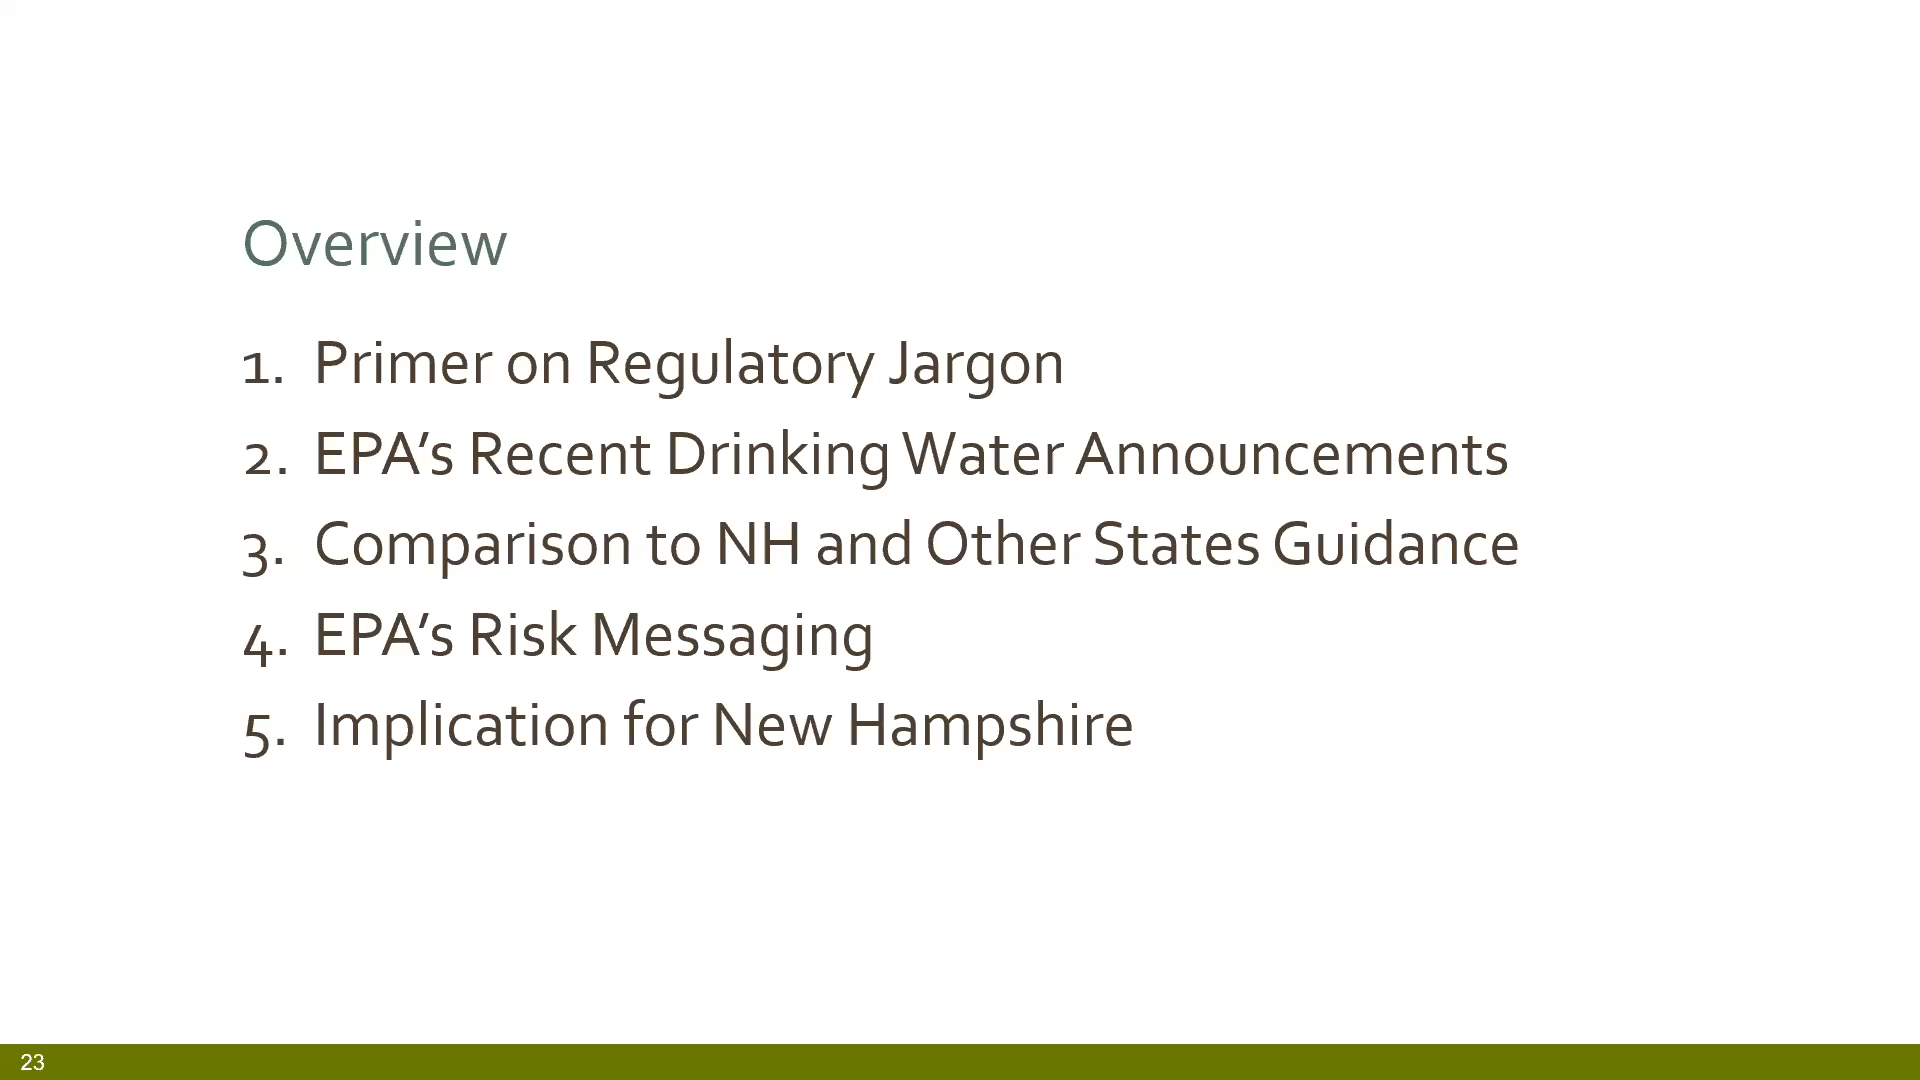 Overview
1. Primer on Regulatory Jargon
2. EPA’s Recent Drinking Water Announcements
3. Comparison to NH and Other States Guidance
4. EPA’s Risk Messaging
5. Implication for New Hampshire
23